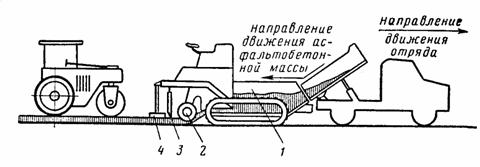 направление
движения ас-
фальтобетон-
ной массы
направление
движения
отряда
4 3 2 1